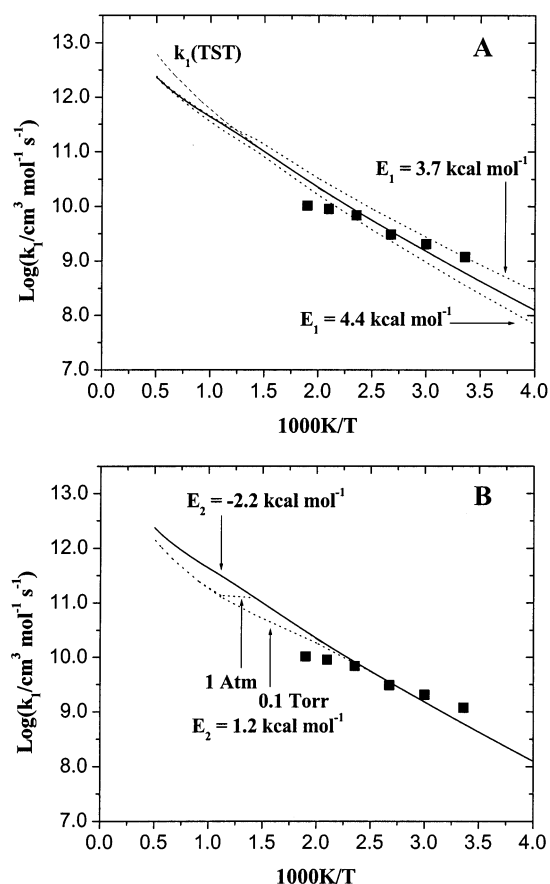 A
k₁(TST)
E₁ = 3.7 kcal mol⁻¹
E₁ = 4.4 kcal mol⁻¹
Log(k₁/cm³ mol⁻¹ s⁻¹)
13.0
12.0
11.0
10.0
9.0
8.0
7.0
0.0 0.5 1.0 1.5 2.0 2.5 3.0 3.5 4.0
1000K/T
B
E₂ = -2.2 kcal mol⁻¹
1 Atm
0.1 Torr
E₂ = 1.2 kcal mol⁻¹
Log(k₁/cm³ mol⁻¹ s⁻¹)
13.0
12.0
11.0
10.0
9.0
8.0
7.0
0.0 0.5 1.0 1.5 2.0 2.5 3.0 3.5 4.0
1000K/T